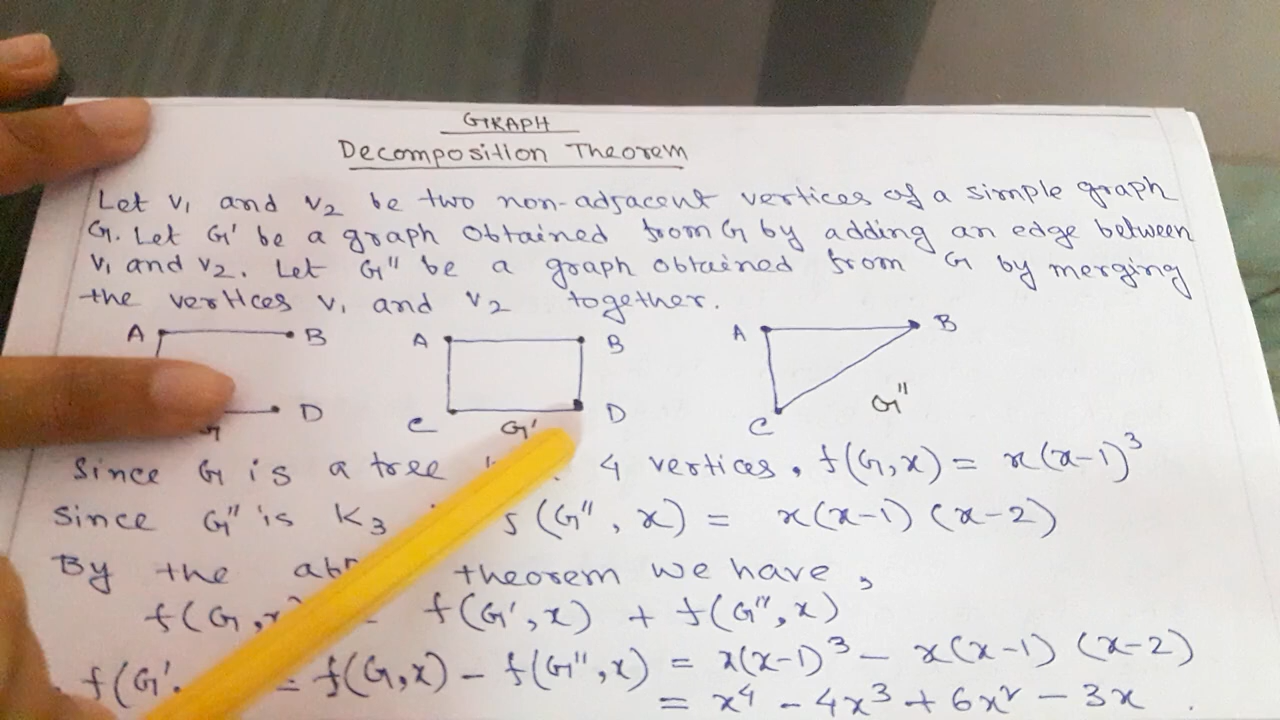 GRAPH
Decomposition Theorem
Let v₁ and v₂ be two non-adjacent vertices of a simple graph
G. Let G' be a graph obtained from G by adding an edge between
v₁ and v₂. Let G" be a graph obtained from G by merging
the vertices v₁ and v₂ together.
A B A B A B
D C D C
G' G"
Since G is a tree 4 vertices, f(G,x) = x(x-1)³
Since G" is K₃ f(G", x) = x(x-1) (x-2)
By the theorem we have,
f(G,x) f(G',x) + f(G",x)
f(G' = f(G,x) - f(G",x) = x(x-1)³ - x(x-1) (x-2)
= x⁴ - 4x³ + 6x² - 3x .